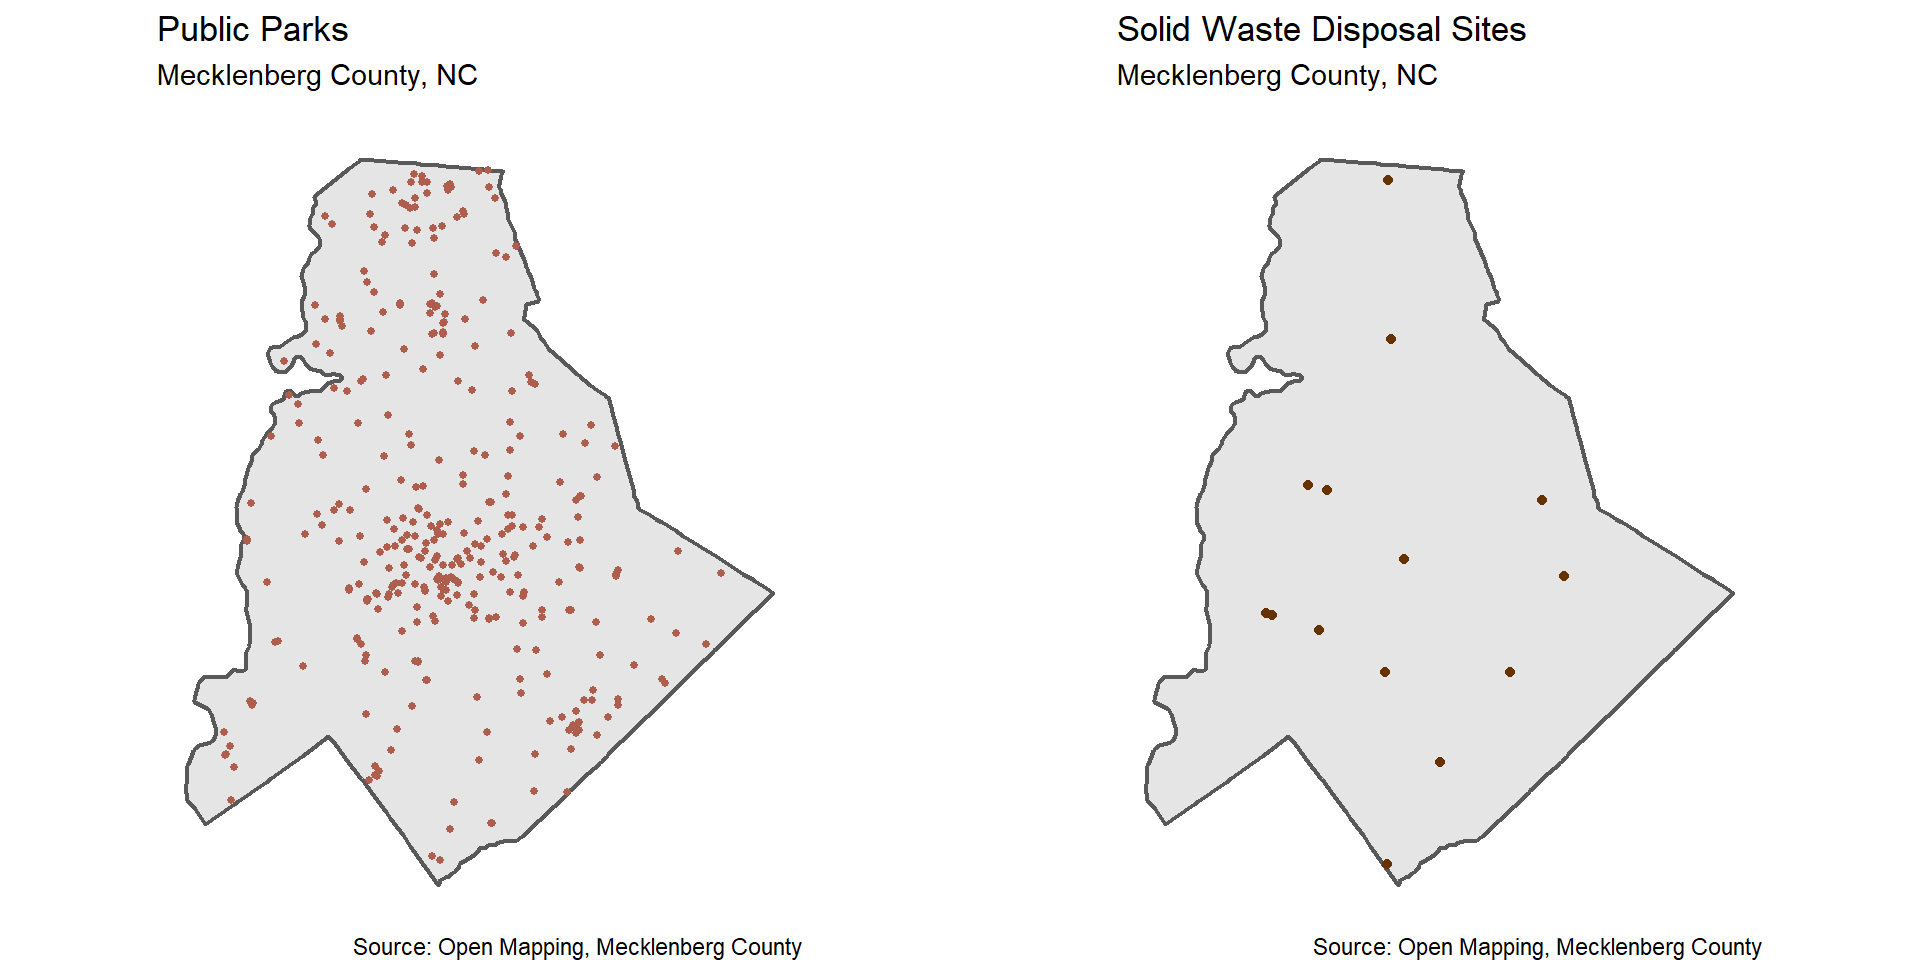 Public Parks
Mecklenberg County, NC
Source: Open Mapping, Mecklenberg County
Solid Waste Disposal Sites
Mecklenberg County, NC
Source: Open Mapping, Mecklenberg County